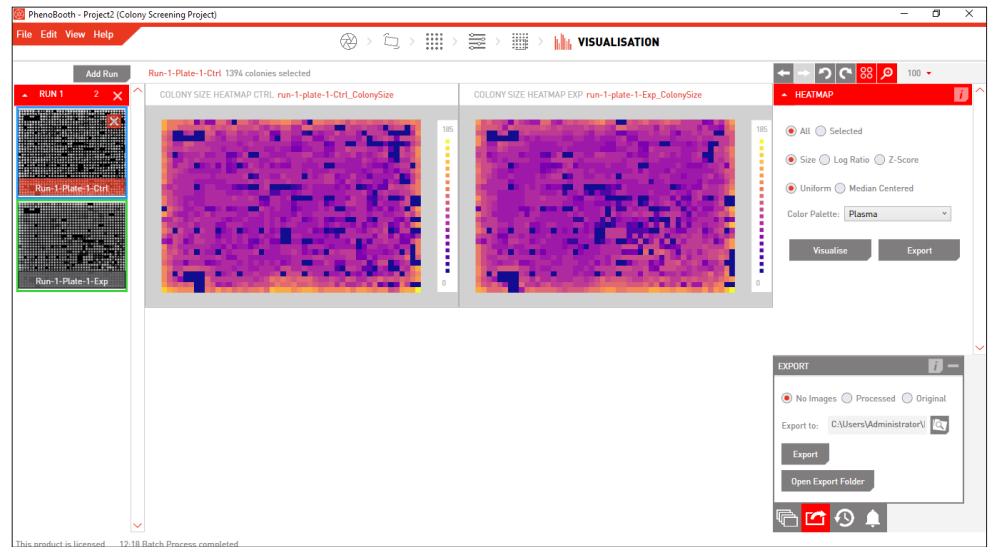 PhenoBooth - Project2 (Colony Screening Project)
File Edit View Help
VISUALISATION
Add Run
Run-1-Plate-1-Ctrl 1394 colonies selected
100
RUN 1 2
Run-1-Plate-1-Ctrl
Run-1-Plate-1-Exp
COLONY SIZE HEATMAP CTRL run-1-plate-1-Ctrl_ColonySize
185
0
COLONY SIZE HEATMAP EXP run-1-plate-1-Exp_ColonySize
185
0
HEATMAP
All Selected
Size Log Ratio Z-Score
Uniform Median Centered
Color Palette: Plasma
Visualise Export
EXPORT
No Images Processed Original
Export to: C:\Users\Administrator\
Export
Open Export Folder
This product is licensed 12:18 Batch Process completed